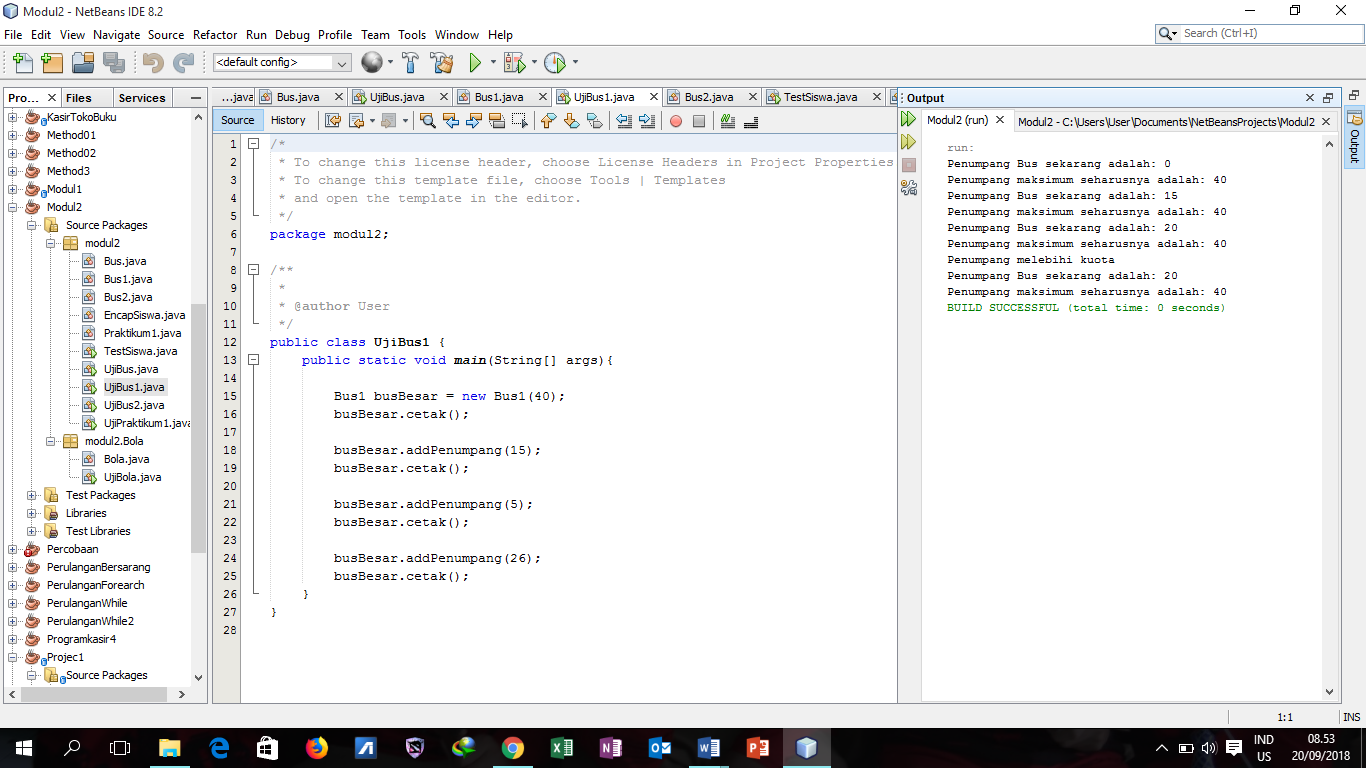 Modul2 - NetBeans IDE 8.2
File Edit View Navigate Source Refactor Run Debug Profile Team Tools Window Help
Search (Ctrl+I)
<default config>
Pro... Files Services
KasirTokoBuku
Method01
Method02
Method3
Modul1
Modul2
Source Packages
modul2
Bus.java
Bus1.java
Bus2.java
EncapSiswa.java
Praktikum1.java
TestSiswa.java
UjiBus.java
UjiBus1.java
UjiBus2.java
UjiPraktikum1.java
modul2.Bola
Bola.java
UjiBola.java
Test Packages
Libraries
Test Libraries
Percobaan
PerulanganBersarang
PerulanganForearch
PerulanganWhile
PerulanganWhile2
Programkasir4
Projec1
Source Packages
...java Bus.java UjiBus.java Bus1.java UjiBus1.java Bus2.java TestSiswa.java
Source History
1 /*
2 * To change this license header, choose License Headers in Project Properties
3 * To change this template file, choose Tools | Templates
4 * and open the template in the editor.
5 */
6 package modul2;
7
8 /**
9 *
10 * @author User
11 */
12 public class UjiBus1 {
13 public static void main(String[] args){
14
15 Bus1 busBesar = new Bus1(40);
16 busBesar.cetak();
17
18 busBesar.addPenumpang(15);
19 busBesar.cetak();
20
21 busBesar.addPenumpang(5);
22 busBesar.cetak();
23
24 busBesar.addPenumpang(26);
25 busBesar.cetak();
26 }
27 }
28
Output
Modul2 (run) Modul2 - C:\Users\User\Documents\NetBeansProjects\Modul2
run:
Penumpang Bus sekarang adalah: 0
Penumpang maksimum seharusnya adalah: 40
Penumpang Bus sekarang adalah: 15
Penumpang maksimum seharusnya adalah: 40
Penumpang Bus sekarang adalah: 20
Penumpang maksimum seharusnya adalah: 40
Penumpang melebihi kuota
Penumpang Bus sekarang adalah: 20
Penumpang maksimum seharusnya adalah: 40
BUILD SUCCESSFUL (total time: 0 seconds)
Output
1:1 INS
IND
US
08.53
20/09/2018